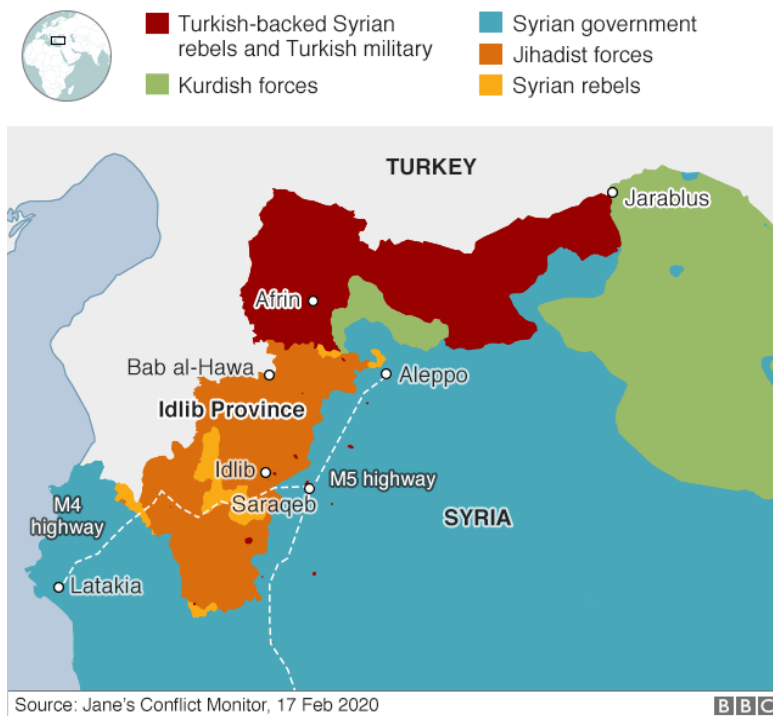 Turkish-backed Syrian
rebels and Turkish military
Kurdish forces
Syrian government
Jihadist forces
Syrian rebels
TURKEY
Jarablus
Afrin
Bab al-Hawa
Aleppo
Idlib Province
Idlib
M5 highway
Saraqeb
M4
highway
SYRIA
Latakia
Source: Jane's Conflict Monitor, 17 Feb 2020
BBC